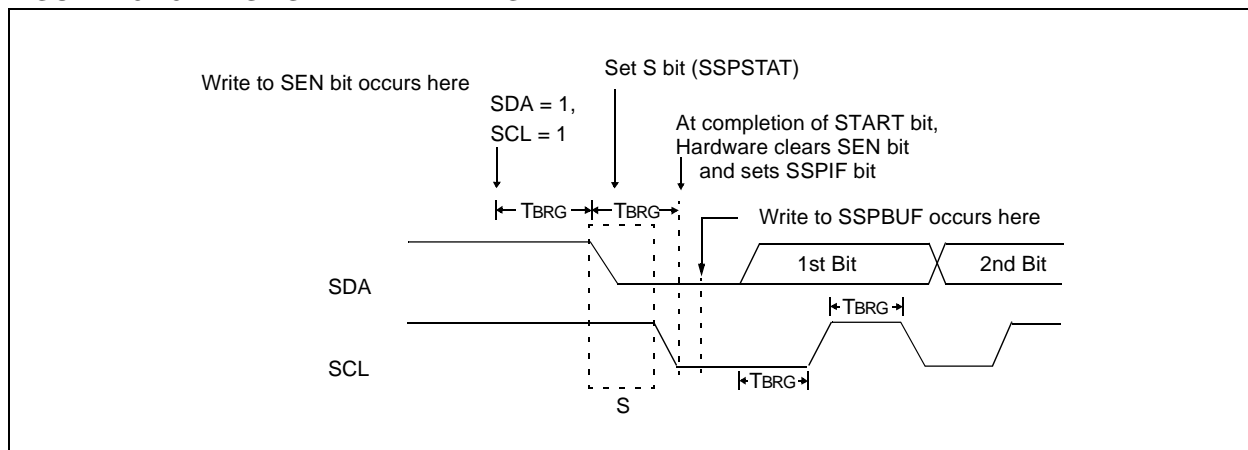 Write to SEN bit occurs here
Set S bit (SSPSTAT)
SDA = 1,
SCL = 1
At completion of START bit,
Hardware clears SEN bit
and sets SSPIF bit
TBRG
TBRG
Write to SSPBUF occurs here
SDA
1st Bit
2nd Bit
TBRG
SCL
TBRG
S